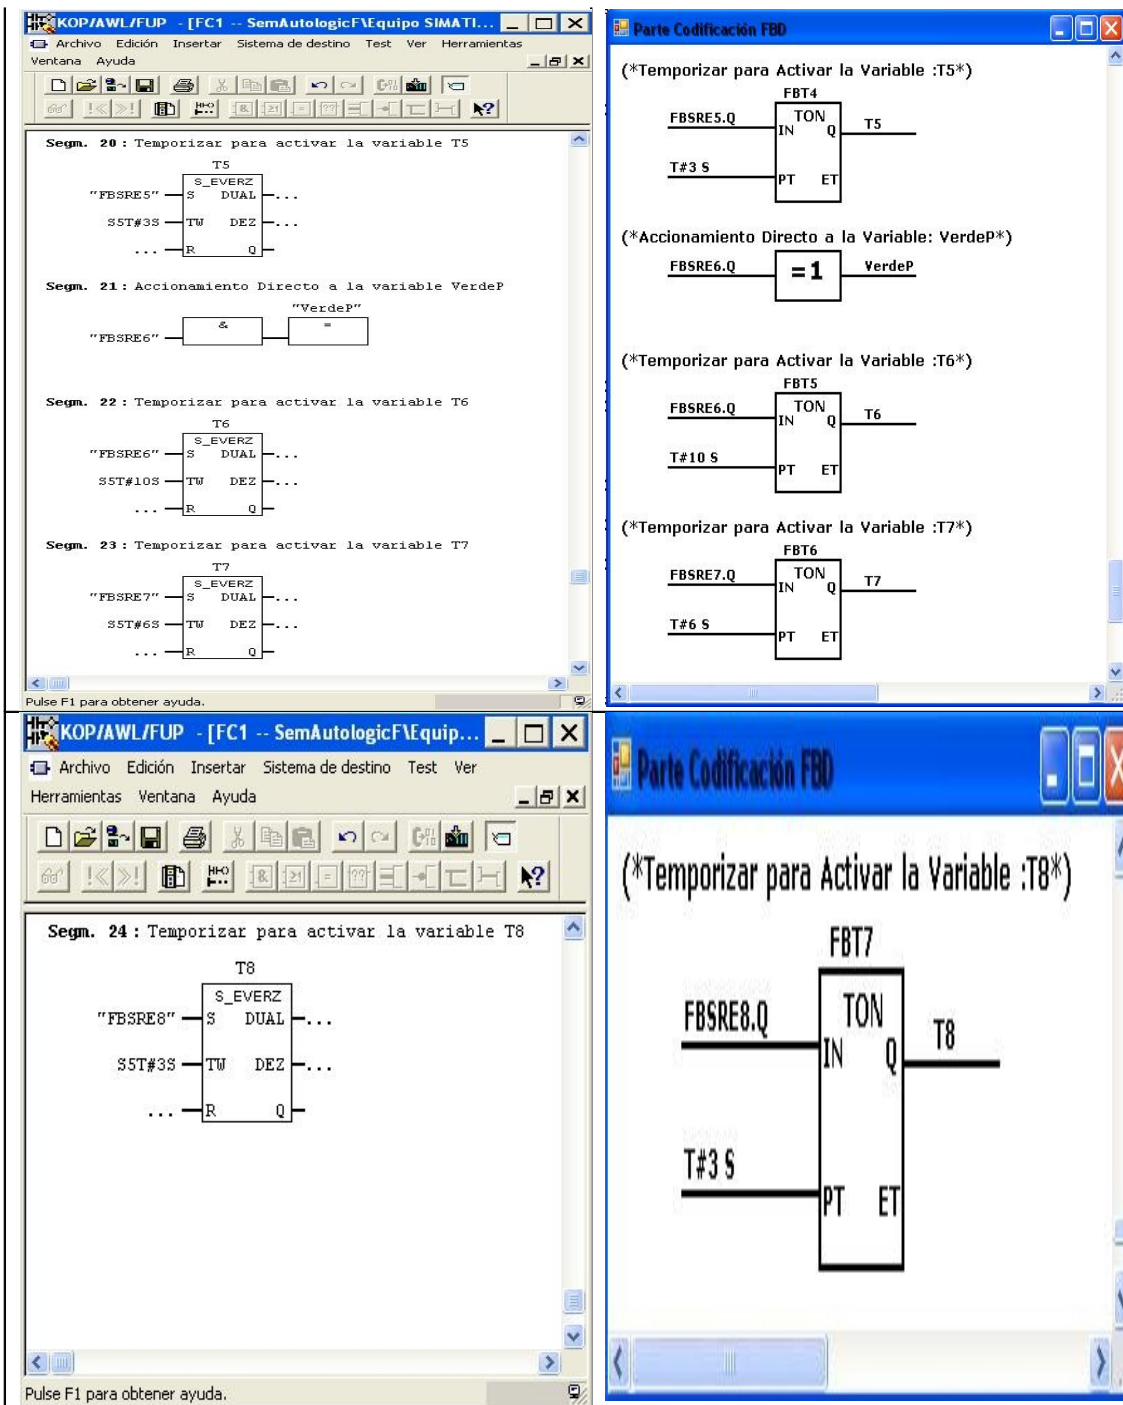 KOP/AWL/FUP - [FC1 -- SemAutologicF\Equipo SIMATI...
Archivo Edición Insertar Sistema de destino Test Ver Herramientas
Ventana Ayuda
Segm. 20 : Temporizar para activar la variable T5
T5
S_EVERZ
"FBSRE5" S DUAL ...
S5T#3S TW DEZ ...
... R Q
Segm. 21 : Accionamiento Directo a la variable VerdeP
"VerdeP"
& =
"FBSRE6"
Segm. 22 : Temporizar para activar la variable T6
T6
S_EVERZ
"FBSRE6" S DUAL ...
S5T#10S TW DEZ ...
... R Q
Segm. 23 : Temporizar para activar la variable T7
T7
S_EVERZ
"FBSRE7" S DUAL ...
S5T#6S TW DEZ ...
... R Q
Pulse F1 para obtener ayuda.
Parte Codificación FBD
(*Temporizar para Activar la Variable :T5*)
FBT4
FBSRE5.Q TON T5
IN Q
T#3 S
PT ET
(*Accionamiento Directo a la Variable: VerdeP*)
FBSRE6.Q =1 VerdeP
(*Temporizar para Activar la Variable :T6*)
FBT5
FBSRE6.Q TON T6
IN Q
T#10 S
PT ET
(*Temporizar para Activar la Variable :T7*)
FBT6
FBSRE7.Q TON T7
IN Q
T#6 S
PT ET
KOP/AWL/FUP - [FC1 -- SemAutologicF\Equip...
Archivo Edición Insertar Sistema de destino Test Ver
Herramientas Ventana Ayuda
Segm. 24 : Temporizar para activar la variable T8
T8
S_EVERZ
"FBSRE8" S DUAL ...
S5T#3S TW DEZ ...
... R Q
Pulse F1 para obtener ayuda.
Parte Codificación FBD
(*Temporizar para Activar la Variable :T8*)
FBT7
FBSRE8.Q TON T8
IN Q
T#3 S
PT ET